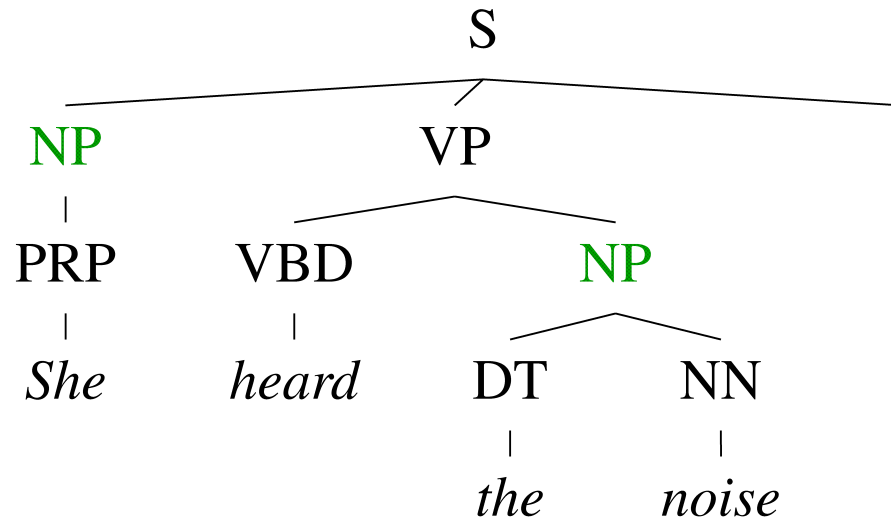 S
NP VP
PRP VBD NP
She heard DT NN
the noise